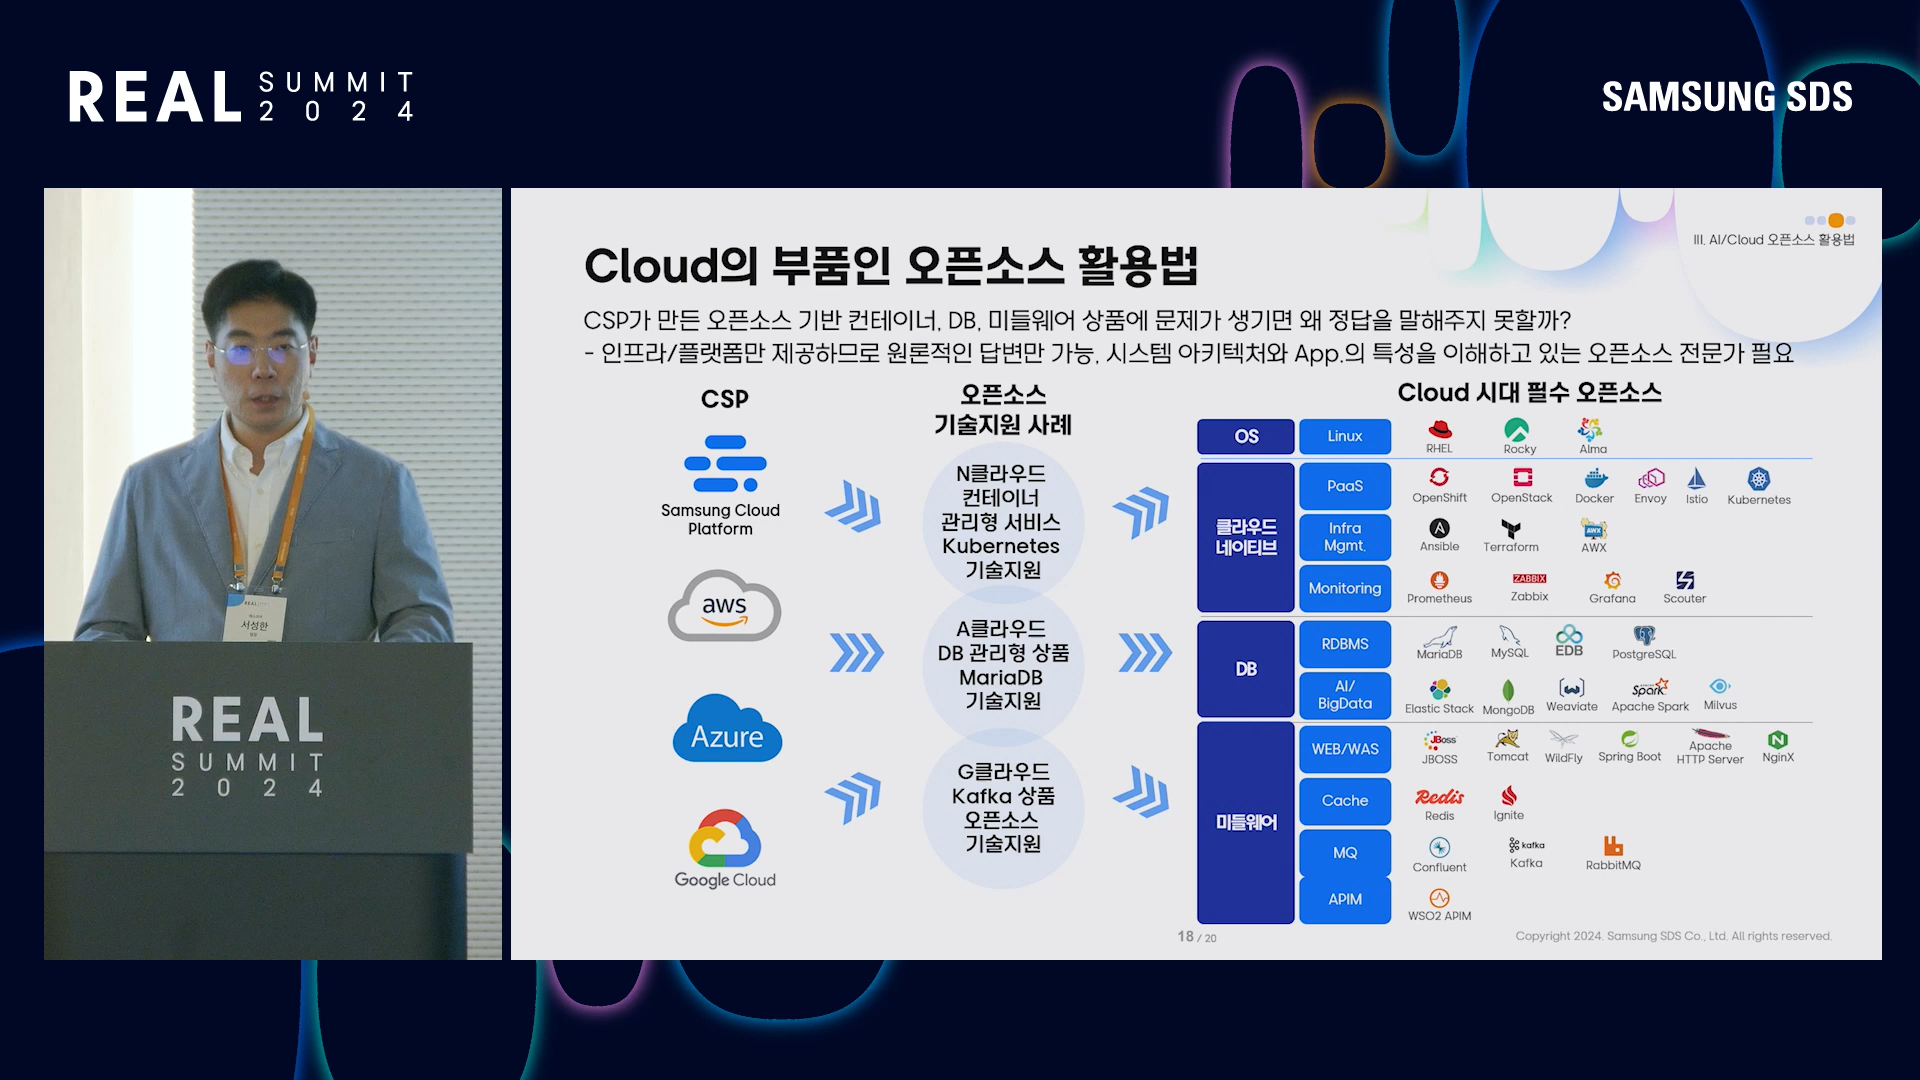 REAL SUMMIT
2024
SAMSUNG SDS
III. AI/Cloud 오픈소스 활용법
Cloud의 부품인 오픈소스 활용법
CSP가 만든 오픈소스 기반 컨테이너, DB, 미들웨어 상품에 문제가 생기면 왜 정답을 말해주지 못할까?
- 인프라/플랫폼만 제공하므로 원론적인 답변만 가능, 시스템 아키텍처와 App.의 특성을 이해하고 있는 오픈소스 전문가 필요
CSP
Samsung Cloud
Platform
aws
Azure
Google Cloud
오픈소스
기술지원 사례
N클라우드
컨테이너
관리형 서비스
Kubernetes
기술지원
A클라우드
DB 관리형 상품
MariaDB
기술지원
G클라우드
Kafka 상품
오픈소스
기술지원
Cloud 시대 필수 오픈소스
OS
Linux
RHEL
Rocky
Alma
클라우드
네이티브
PaaS
OpenShift
OpenStack
Docker
Envoy
Istio
Kubernetes
Infra
Mgmt.
Ansible
Terraform
AWX
AWX
Monitoring
Prometheus
ZABBIX
Zabbix
Grafana
Scouter
DB
RDBMS
MariaDB
MySQL
EDB
PostgreSQL
AI/
BigData
Elastic Stack
MongoDB
Weaviate
Spark
Apache Spark
Milvus
미들웨어
WEB/WAS
JBoss
JBOSS
Tomcat
WildFly
Spring Boot
Apache
HTTP Server
NginX
Cache
Redis
Redis
Ignite
MQ
Confluent
kafka
Kafka
RabbitMQ
APIM
WSO2 APIM
18 / 20
Copyright 2024. Samsung SDS Co., Ltd. All rights reserved.
REAL
서성한
REAL
SUMMIT
2024